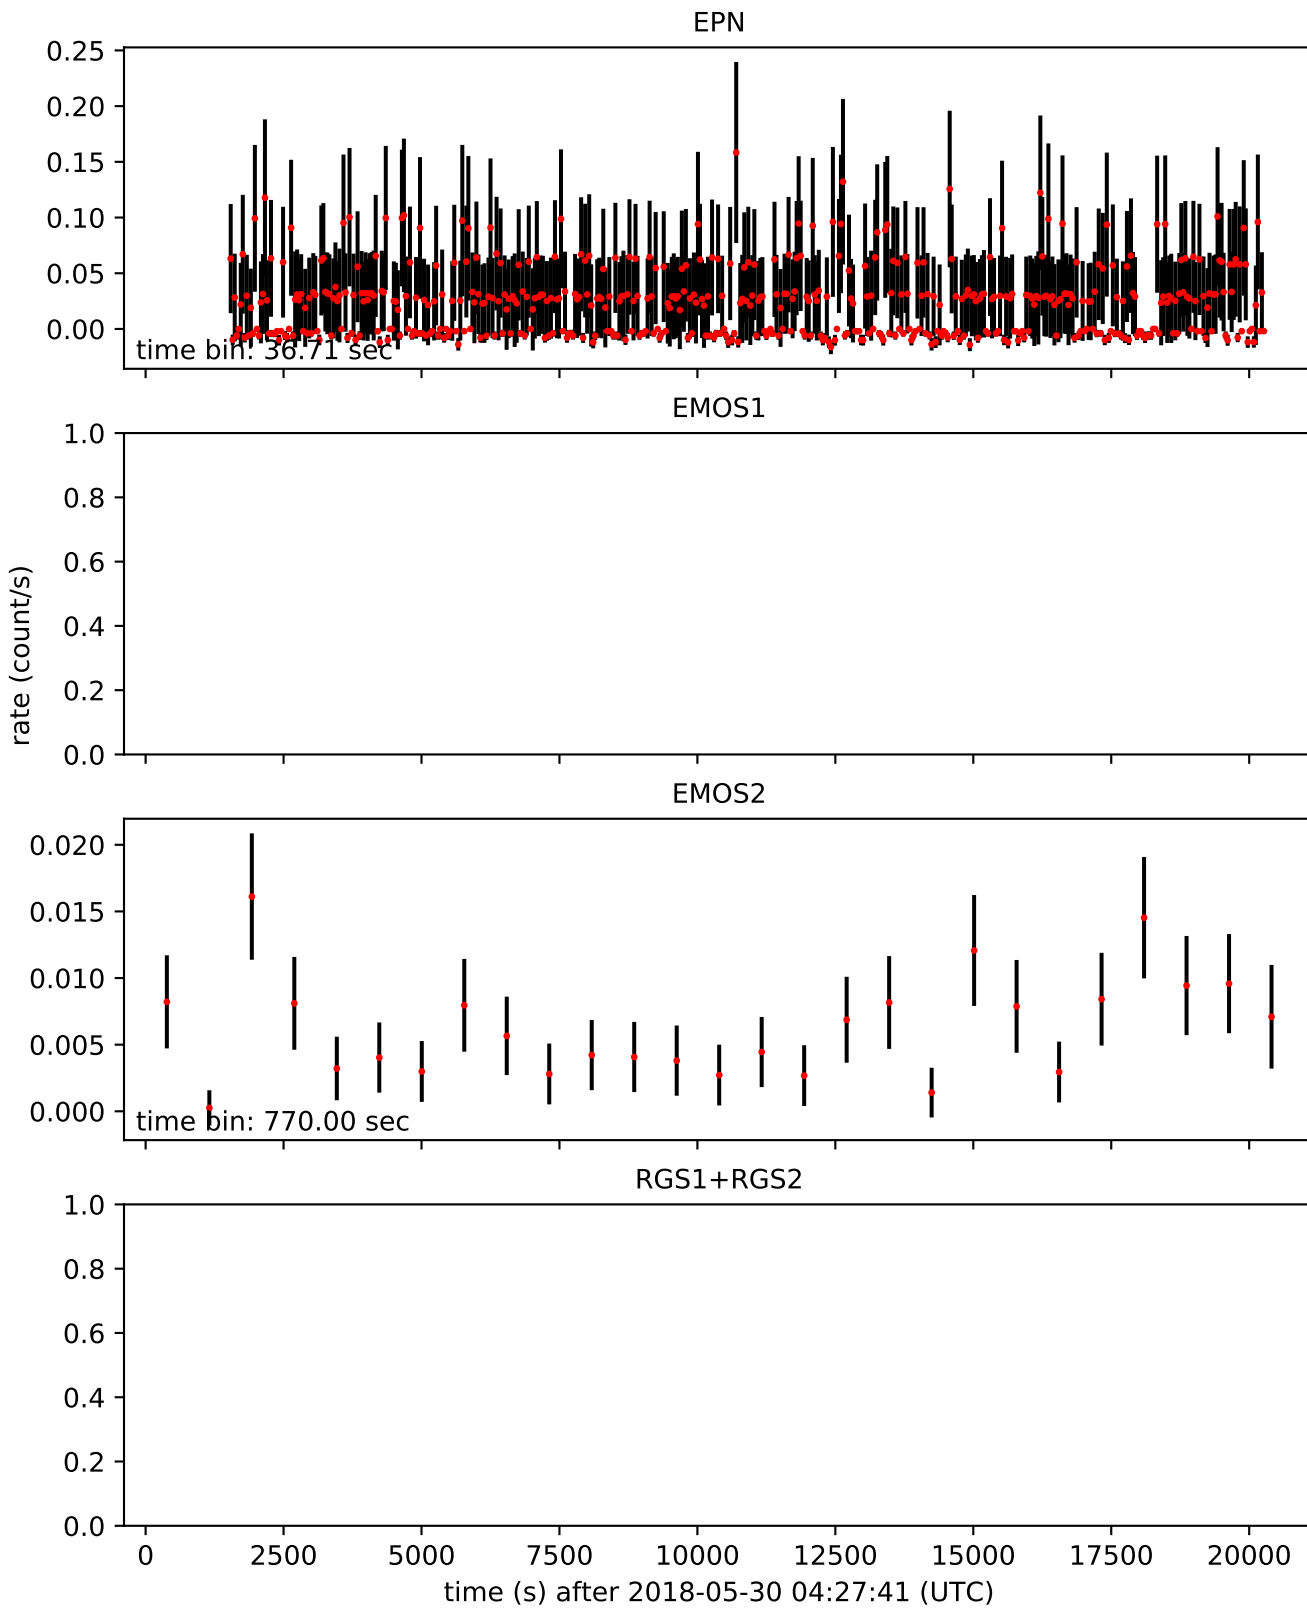 EPN
0.25
0.20
0.15
0.10
0.05
0.00
time bin: 36.71 sec
EMOS1
1.0
0.8
0.6
0.4
0.2
0.0
rate (count/s)
EMOS2
0.020
0.015
0.010
0.005
0.000
time bin: 770.00 sec
RGS1+RGS2
1.0
0.8
0.6
0.4
0.2
0.0
0 2500 5000 7500 10000 12500 15000 17500 20000
time (s) after 2018-05-30 04:27:41 (UTC)